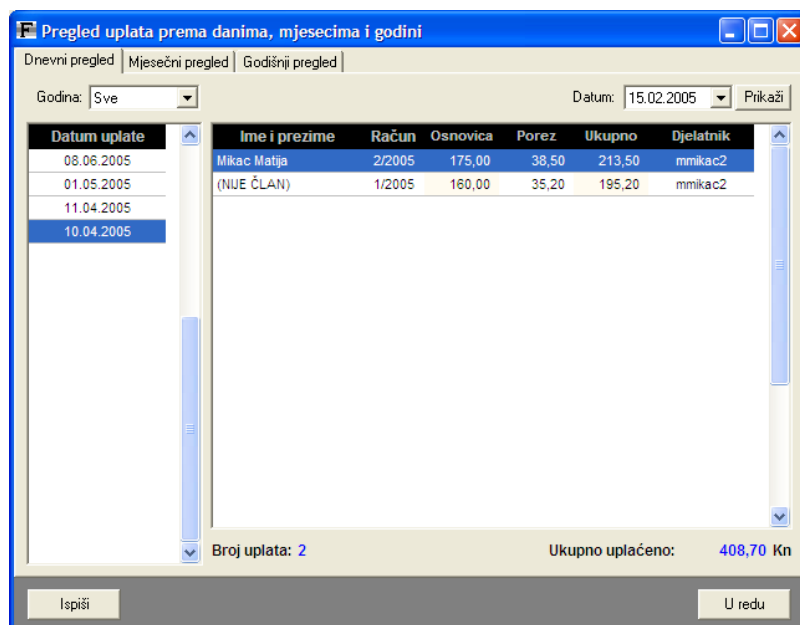 Pregled uplata prema danima, mjesecima i godini
Dnevni pregled Mjesečni pregled Godišnji pregled
Godina: Sve Datum: 15.02.2005 Prikaži
Datum uplate
08.06.2005
01.05.2005
11.04.2005
10.04.2005
Ime i prezime Račun Osnovica Porez Ukupno Djelatnik
Mikac Matija 2/2005 175,00 38,50 213,50 mmikac2
(NIJE ČLAN) 1/2005 160,00 35,20 195,20 mmikac2
Broj uplata: 2 Ukupno uplaćeno: 408,70 Kn
Ispiši U redu